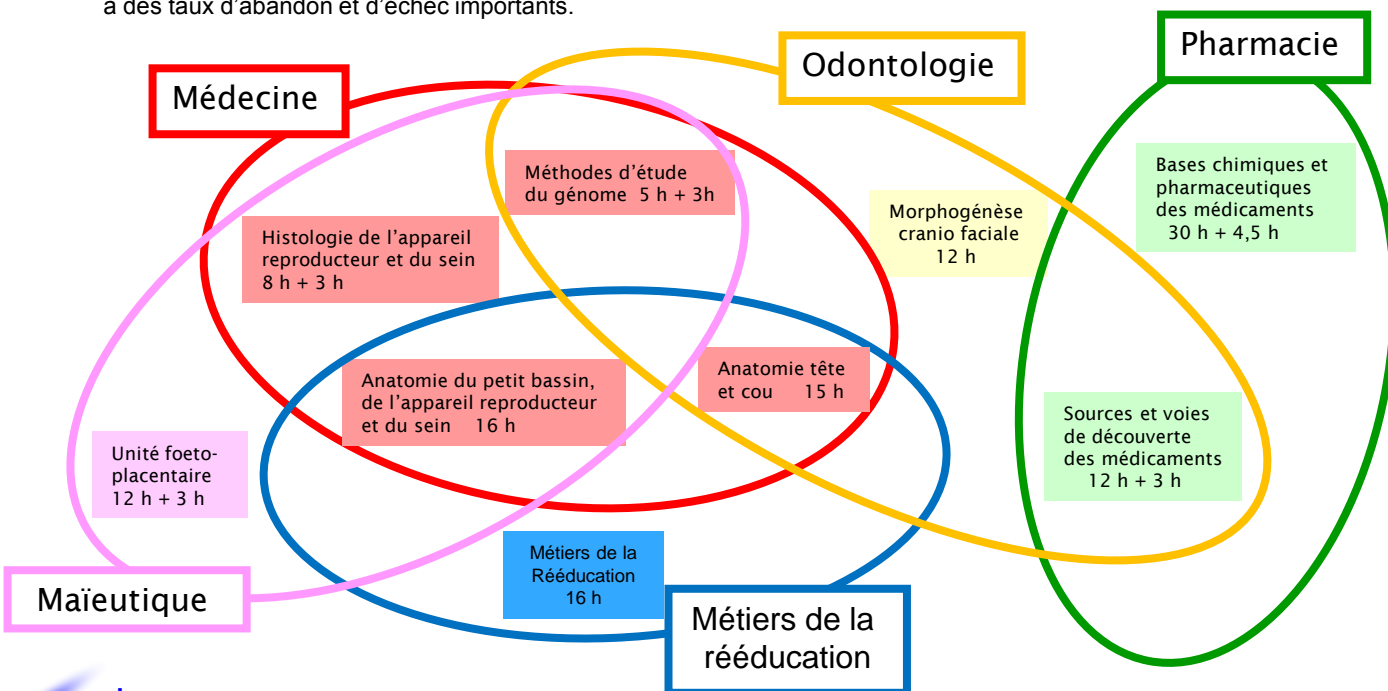 à des taux d'abandon et d'échec importants.
Médecine
Odontologie
Pharmacie
Méthodes d'étude
du génome 5 h + 3h
Bases chimiques et
pharmaceutiques
des médicaments
30 h + 4,5 h
Morphogénèse
cranio faciale
12 h
Histologie de l'appareil
reproducteur et du sein
8 h + 3 h
Anatomie du petit bassin,
de l'appareil reproducteur
et du sein 16 h
Anatomie tête
et cou 15 h
Sources et voies
de découverte
des médicaments
12 h + 3 h
Unité foeto-
placentaire
12 h + 3 h
Métiers de la
Rééducation
16 h
Maïeutique
Métiers de la
rééducation